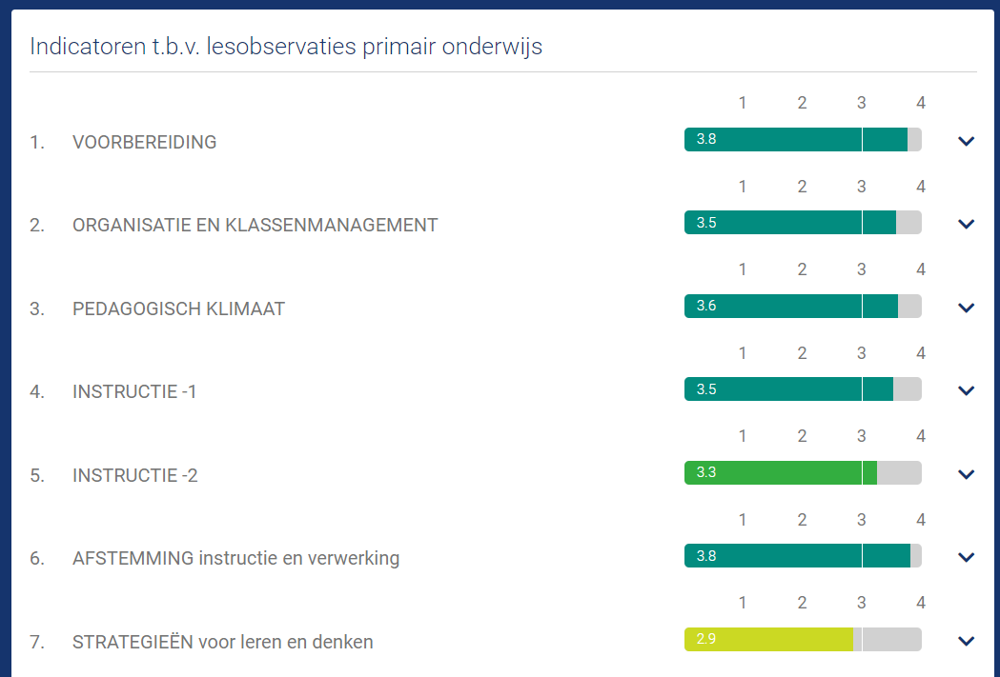 Indicatoren t.b.v. lesobservaties primair onderwijs
1 2 3 4
1. VOORBEREIDING 3.8
1 2 3 4
2. ORGANISATIE EN KLASSENMANAGEMENT 3.5
1 2 3 4
3. PEDAGOGISCH KLIMAAT 3.6
1 2 3 4
4. INSTRUCTIE -1 3.5
1 2 3 4
5. INSTRUCTIE -2 3.3
1 2 3 4
6. AFSTEMMING instructie en verwerking 3.8
1 2 3 4
7. STRATEGIEËN voor leren en denken 2.9